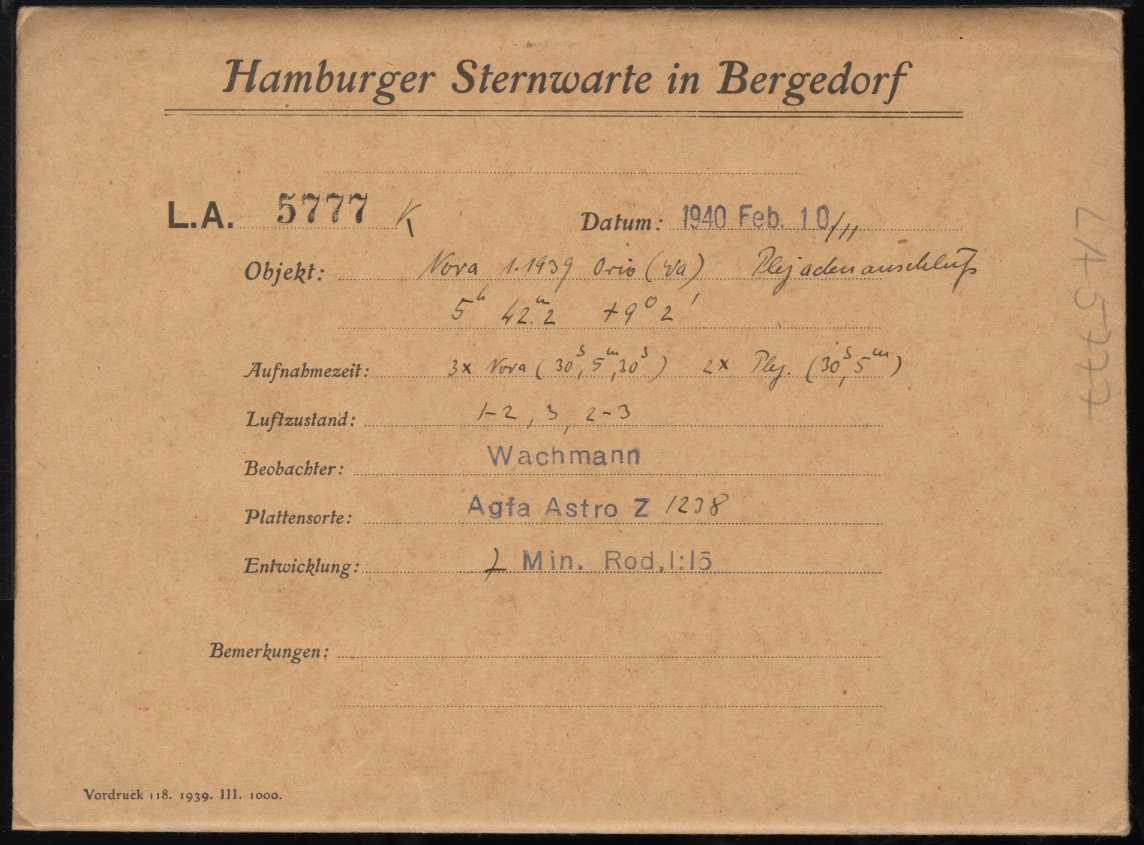 Hamburger Sternwarte in Bergedorf
L.A. 5777 K
Datum: 1940 Feb. 10/11
Objekt: Nova 1.1939 Orio (Wa) Plejadenanschluß
5h 42.m2 +9° 2'
Aufnahmezeit: 3x Nova (30s, 5m, 30s) 2x Plej. (30s, 5m)
Luftzustand: 1-2, 3, 2-3
Beobachter: Wachmann
Plattensorte: Agfa Astro Z 1238
Entwicklung: 7 Min. Rod. 1:15
Bemerkungen:
Vordruck 118. 1939. III. 1000.
LA 5777